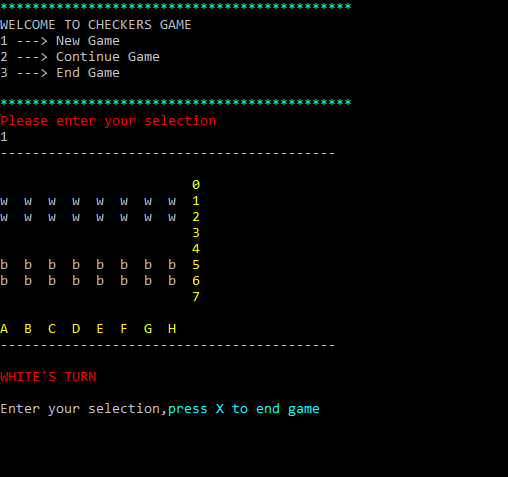 ********************************************
WELCOME TO CHECKERS GAME
1 ---> New Game
2 ---> Continue Game
3 ---> End Game
********************************************
Please enter your selection
1
------------------------------------------
0
w w w w w w w w 1
w w w w w w w w 2
3
4
b b b b b b b b 5
b b b b b b b b 6
7
A B C D E F G H
------------------------------------------
WHITE'S TURN
Enter your selection,press X to end game